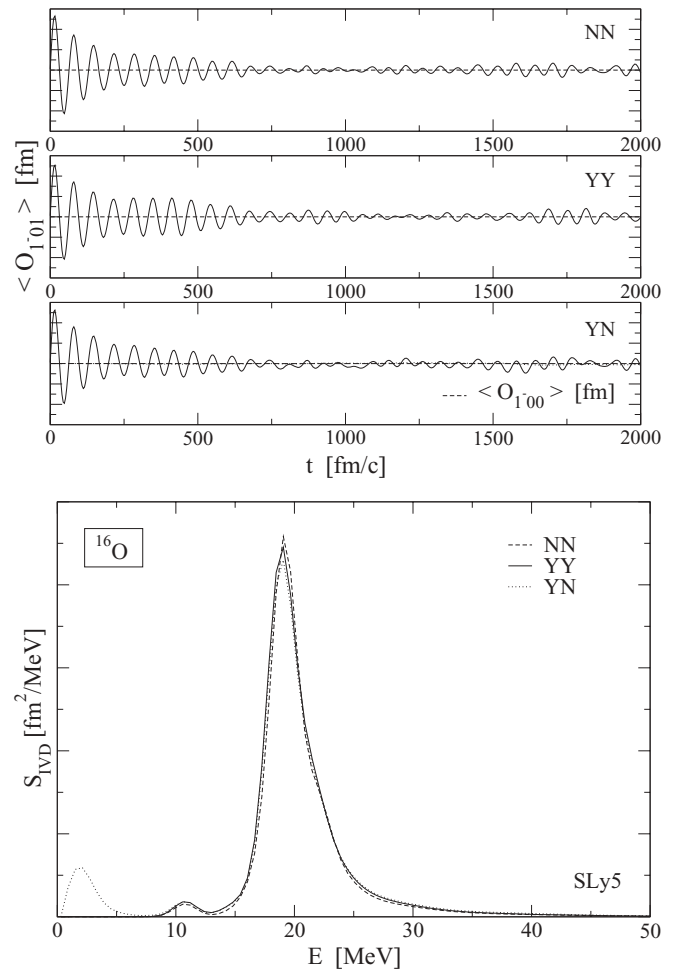 NN
0 500 1000 1500 2000
YY
< O₁⁻₀₁ > [fm]
0 500 1000 1500 2000
YN
< O₁⁻₀₀ > [fm]
0 500 1000 1500 2000
t [fm/c]
¹⁶O
NN
YY
YN
S_IVD [fm²/MeV]
SLy5
0 10 20 30 40 50
E [MeV]